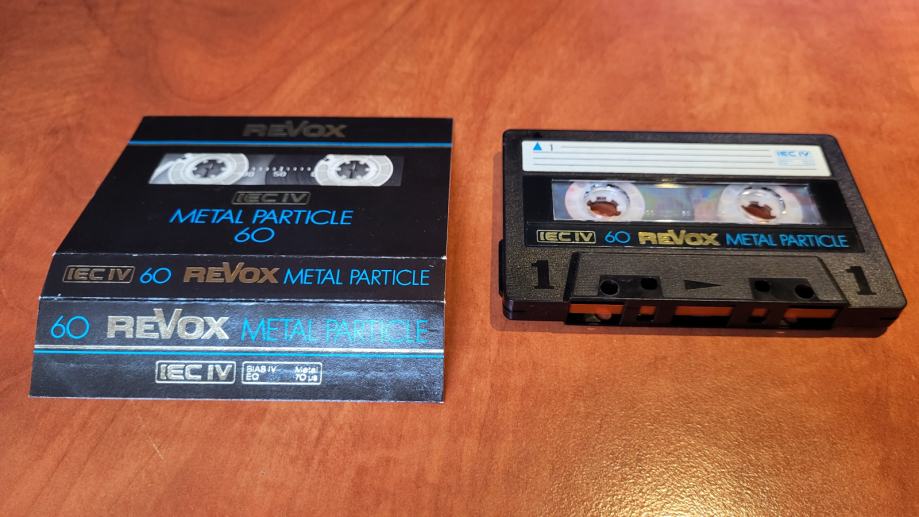 REVOX
50
IEC IV
METAL PARTICLE
60
IEC IV 60 REVOX METAL PARTICLE
60 REVOX METAL PARTICLE
IEC IV BIAS IV Metal
EQ 70 µs
▲ 1 IEC IV
IEC IV 60 REVOX METAL PARTICLE
1 1